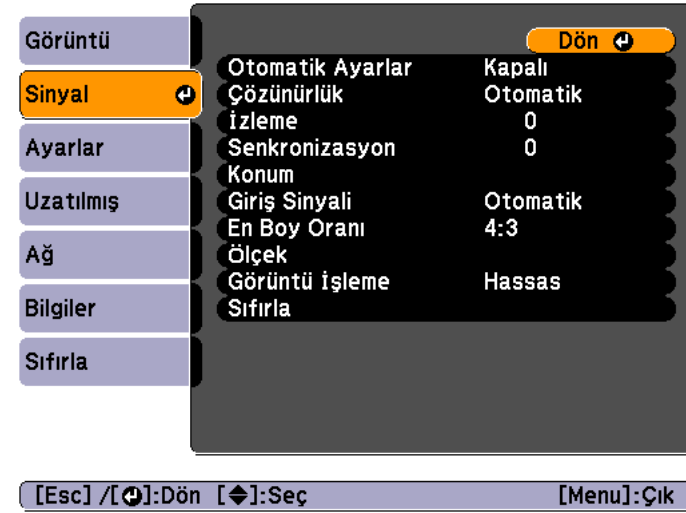 Görüntü
Sinyal
Ayarlar
Uzatılmış
Ağ
Bilgiler
Sıfırla
Dön
Otomatik Ayarlar Kapalı
Çözünürlük Otomatik
İzleme 0
Senkronizasyon 0
Konum
Giriş Sinyali Otomatik
En Boy Oranı 4:3
Ölçek
Görüntü İşleme Hassas
Sıfırla
[Esc] /[⏎]:Dön [◆]:Seç [Menu]:Çık